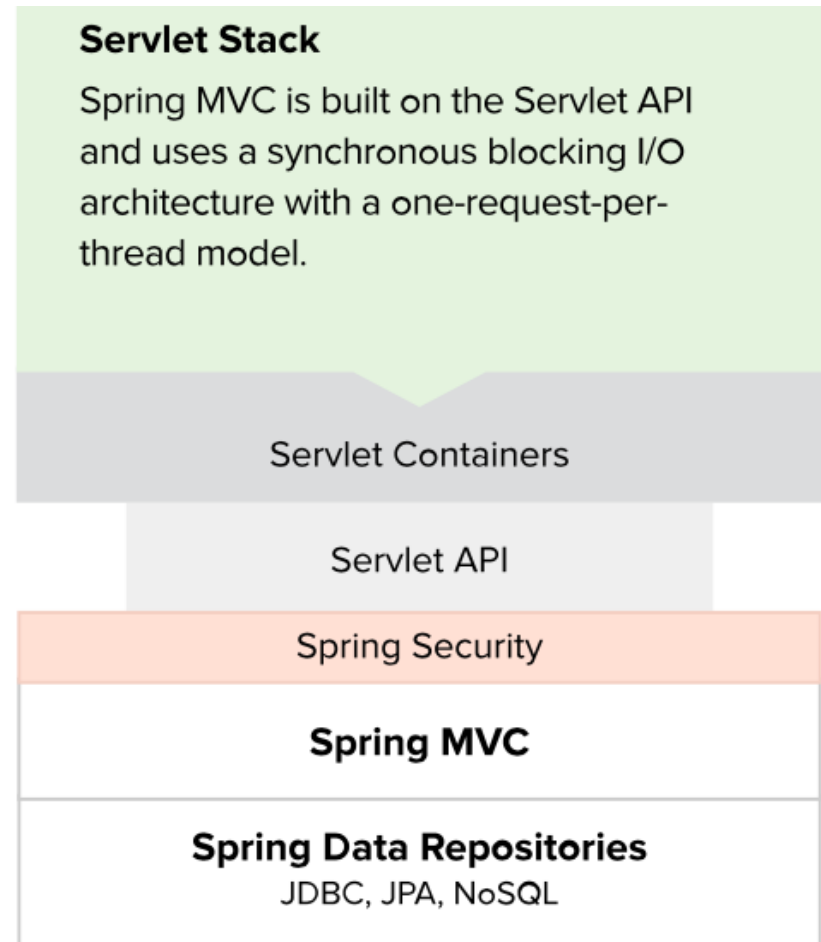 Servlet Stack
Spring MVC is built on the Servlet API
and uses a synchronous blocking I/O
architecture with a one-request-per-
thread model.
Servlet Containers
Servlet API
Spring Security
Spring MVC
Spring Data Repositories
JDBC, JPA, NoSQL